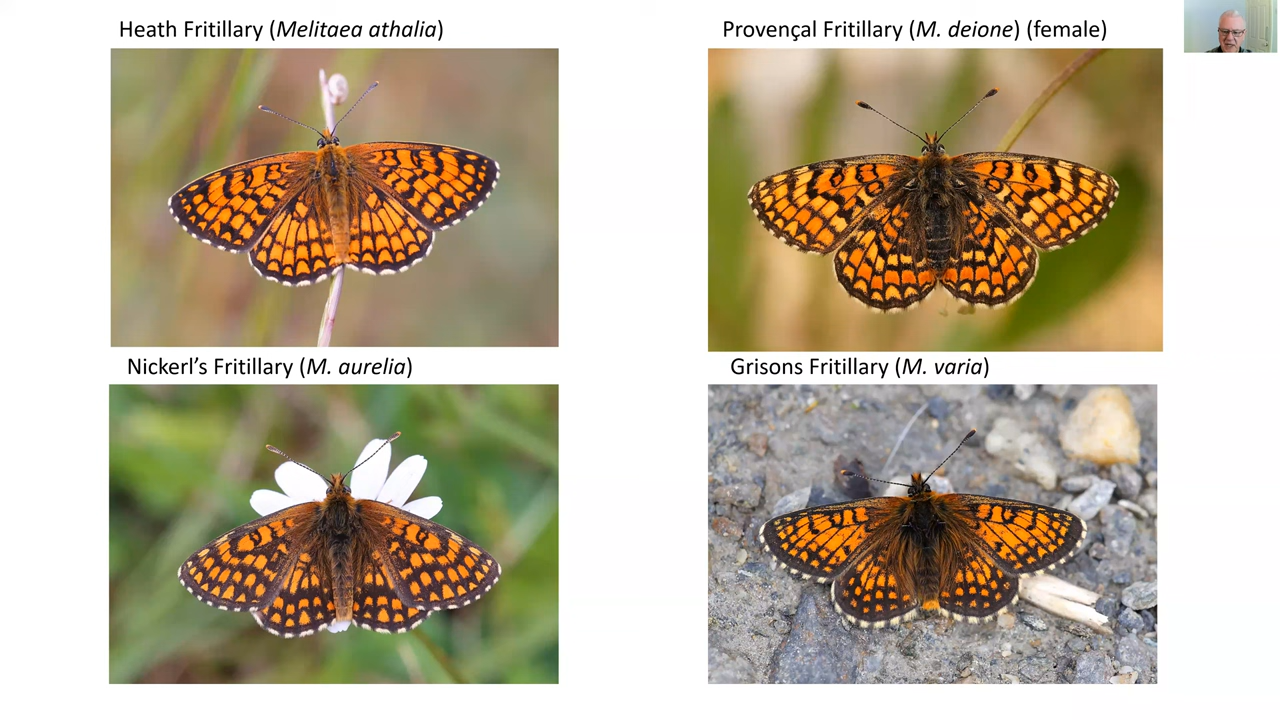 Heath Fritillary (Melitaea athalia)
Provençal Fritillary (M. deione) (female)
Nickerl’s Fritillary (M. aurelia)
Grisons Fritillary (M. varia)